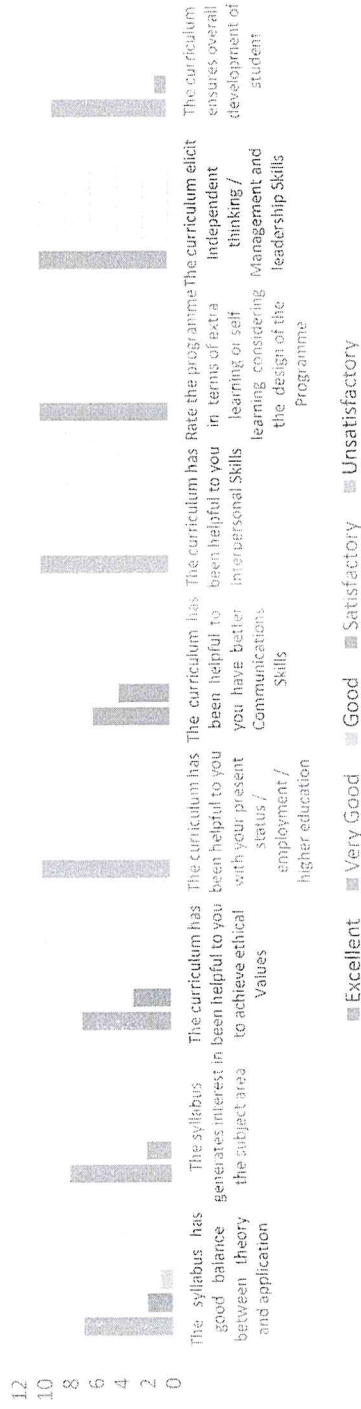 12
10
8
6
4
2
0
The syllabus has
good balance
between theory
and application
The syllabus
generates interest in
the subject area
The curriculum has
been helpful to you
to achieve ethical
Values
The curriculum has
been helpful to you
with your present
status /
employment /
higher education
The curriculum has
been helpful to
you have better
Communications
Skills
The curriculum has
been helpful to you
Interpersonal Skills
Rate the programme
in terms of extra
learning or self
learning considering
the design of the
Programme
The curriculum elicit
Independent
thinking /
Management and
leadership Skills
The curriculum
ensures overall
development of
student
Excellent Very Good Good Satisfactory Unsatisfactory